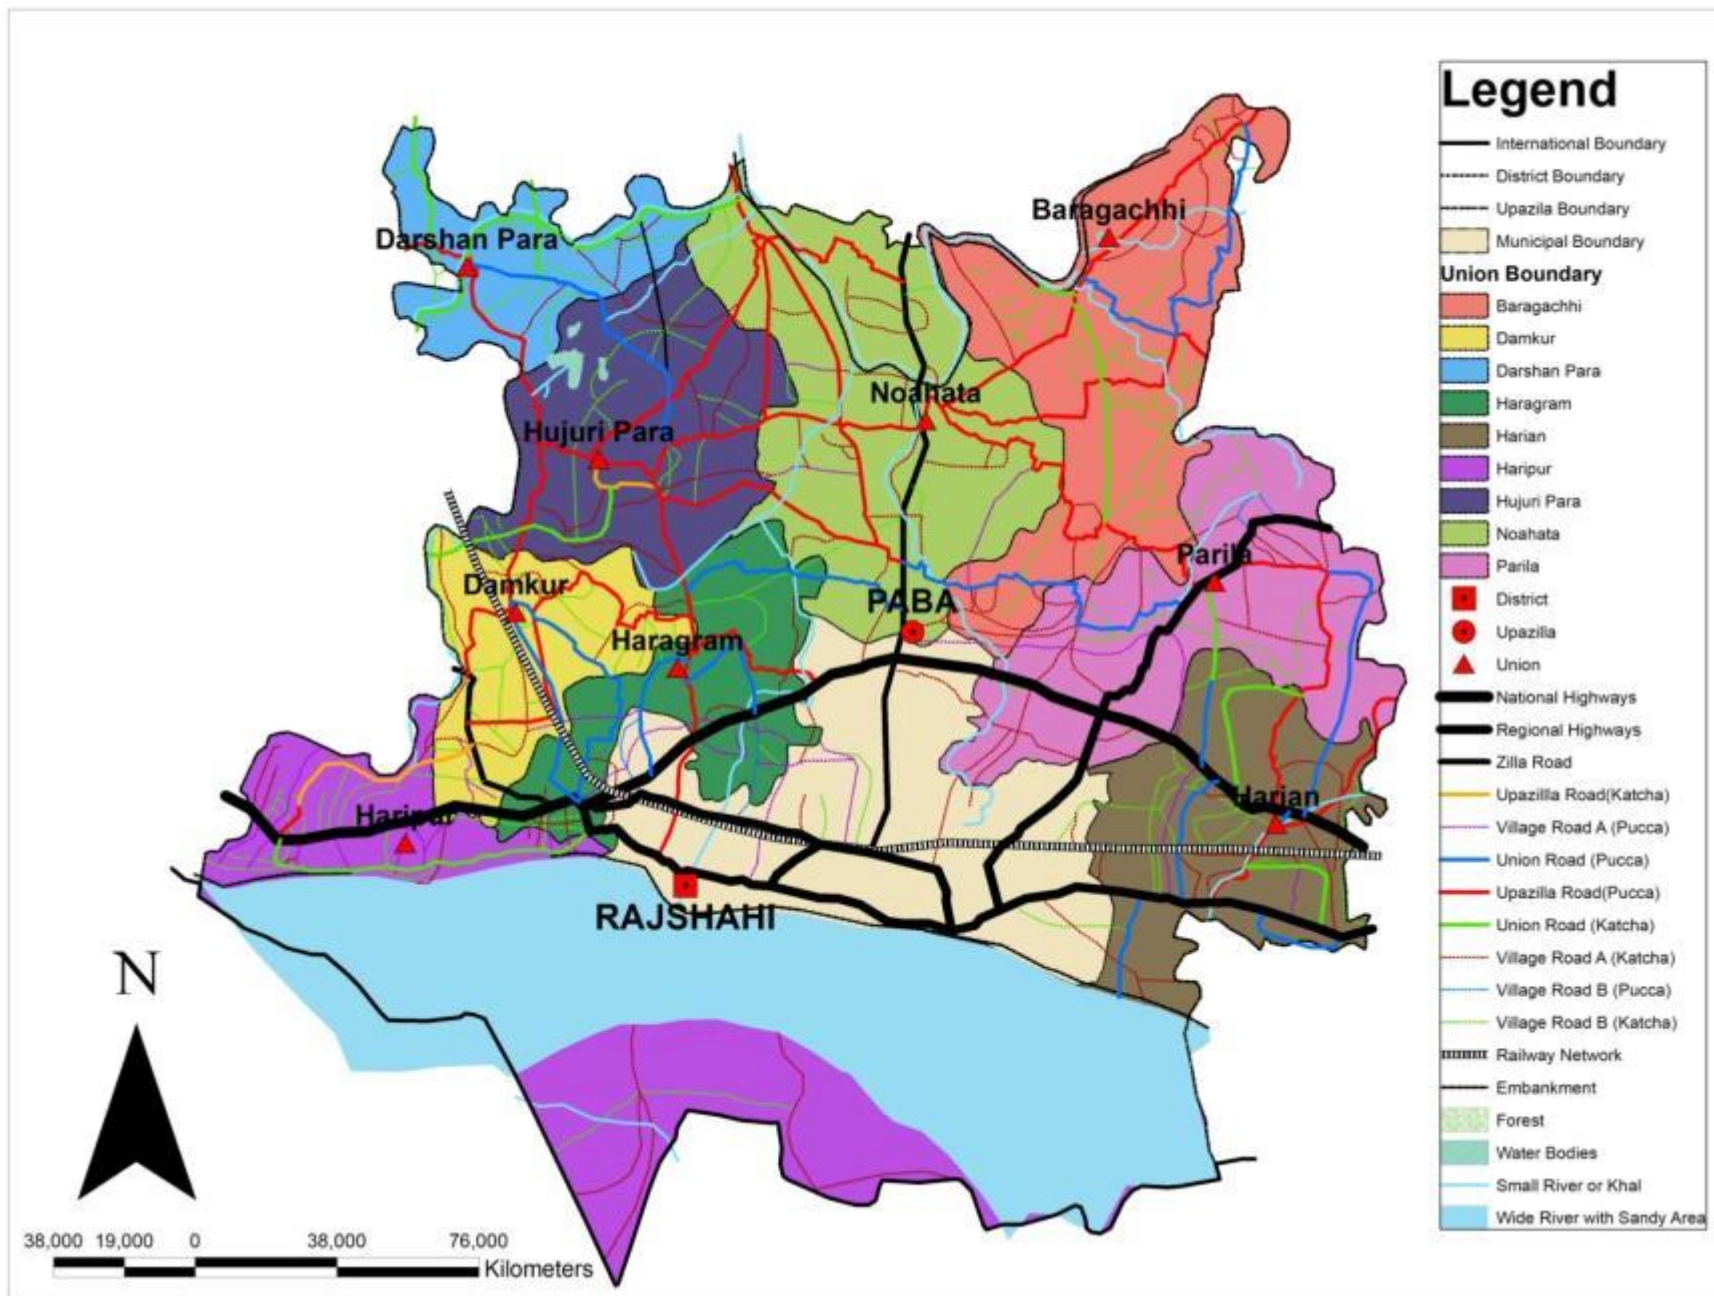 Legend
International Boundary
District Boundary
Upazila Boundary
Municipal Boundary
Union Boundary
Baragachhi
Damkur
Darshan Para
Haragram
Harian
Haripur
Hujuri Para
Noahata
Parila
District
Upazilla
Union
National Highways
Regional Highways
Zilla Road
Upazillla Road(Katcha)
Village Road A (Pucca)
Union Road (Pucca)
Upazilla Road(Pucca)
Union Road (Katcha)
Village Road A (Katcha)
Village Road B (Pucca)
Village Road B (Katcha)
Railway Network
Embankment
Forest
Water Bodies
Small River or Khal
Wide River with Sandy Area
Baragachhi
Darshan Para
Noahata
Hujuri Para
Parila
Damkur
PABA
Haragram
Harian
Haripur
RAJSHAHI
N
38,000 19,000 0 38,000 76,000
Kilometers